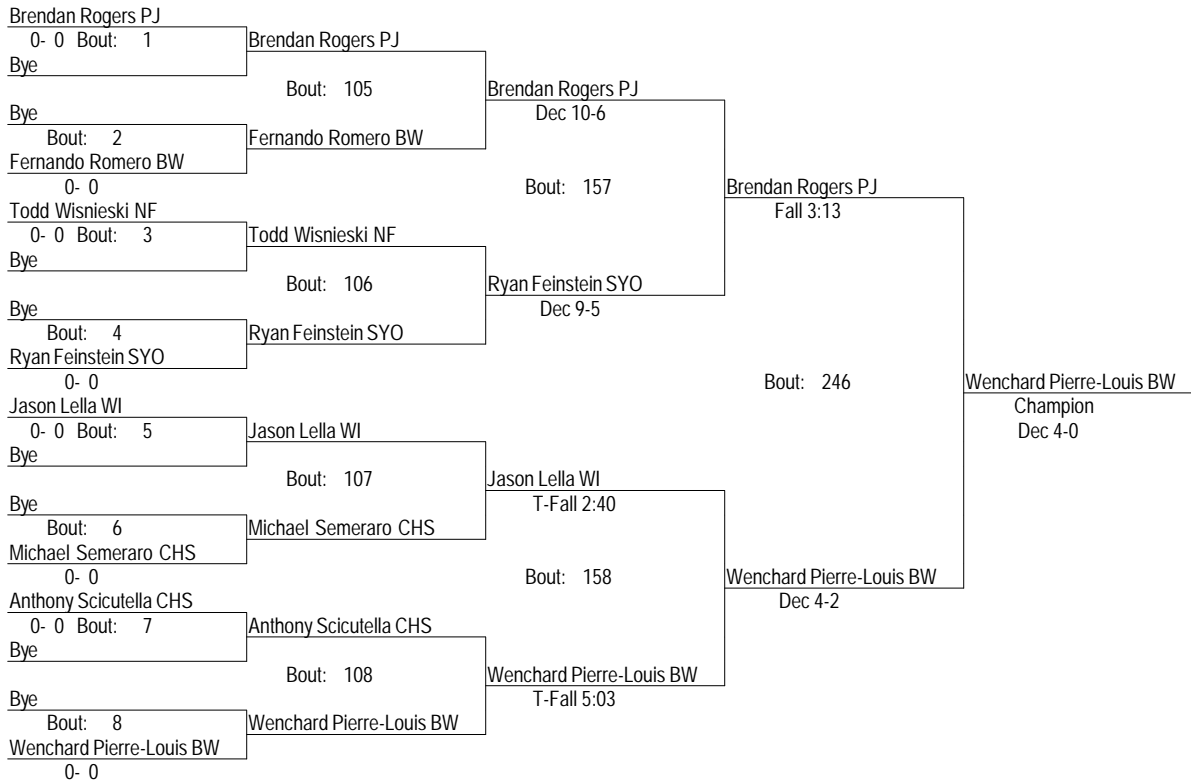 Brendan Rogers PJ
0- 0 Bout: 1
Bye
Bye
Bout: 2
Fernando Romero BW
0- 0
Todd Wisnieski NF
0- 0 Bout: 3
Bye
Bye
Bout: 4
Ryan Feinstein SYO
0- 0
Jason Lella WI
0- 0 Bout: 5
Bye
Bye
Bout: 6
Michael Semeraro CHS
0- 0
Anthony Scicutella CHS
0- 0 Bout: 7
Bye
Bye
Bout: 8
Wenchard Pierre-Louis BW
0- 0
Brendan Rogers PJ
Bout: 105
Fernando Romero BW
Todd Wisnieski NF
Bout: 106
Ryan Feinstein SYO
Jason Lella WI
Bout: 107
Michael Semeraro CHS
Anthony Scicutella CHS
Bout: 108
Wenchard Pierre-Louis BW
Brendan Rogers PJ
Dec 10-6
Bout: 157
Ryan Feinstein SYO
Dec 9-5
Jason Lella WI
T-Fall 2:40
Bout: 158
Wenchard Pierre-Louis BW
T-Fall 5:03
Brendan Rogers PJ
Fall 3:13
Bout: 246
Wenchard Pierre-Louis BW
Dec 4-2
Wenchard Pierre-Louis BW
Champion
Dec 4-0